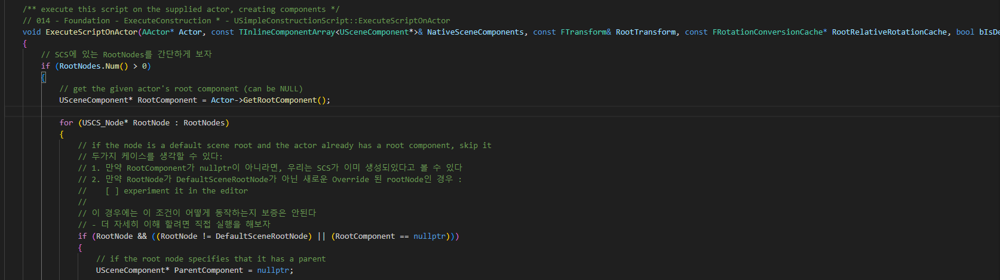 /** execute this script on the supplied actor, creating components */
// 014 - Foundation - ExecuteConstruction * - USimpleConstructionScript::ExecuteScriptOnActor
void ExecuteScriptOnActor(AActor* Actor, const TInlineComponentArray<USceneComponent*>& NativeSceneComponents, const FTransform& RootTransform, const FRotationConversionCache* RootRelativeRotationCache, bool bIsDe
{
// SCS에 있는 RootNodes를 간단하게 보자
if (RootNodes.Num() > 0)
{
// get the given actor's root component (can be NULL)
USceneComponent* RootComponent = Actor->GetRootComponent();
for (USCS_Node* RootNode : RootNodes)
{
// if the node is a default scene root and the actor already has a root component, skip it
// 두가지 케이스를 생각할 수 있다:
// 1. 만약 RootComponent가 nullptr이 아니라면, 우리는 SCS가 이미 생성되있다고 볼 수 있다
// 2. 만약 RootNode가 DefaultSceneRootNode가 아닌 새로운 Override 된 rootNode인 경우 :
//    [ ] experiment it in the editor
//
// 이 경우에는 이 조건이 어떻게 동작하는지 보증은 안된다
// - 더 자세히 이해 할려면 직접 실행을 해보자
if (RootNode && ((RootNode != DefaultSceneRootNode) || (RootComponent == nullptr)))
{
// if the root node specifies that it has a parent
USceneComponent* ParentComponent = nullptr;